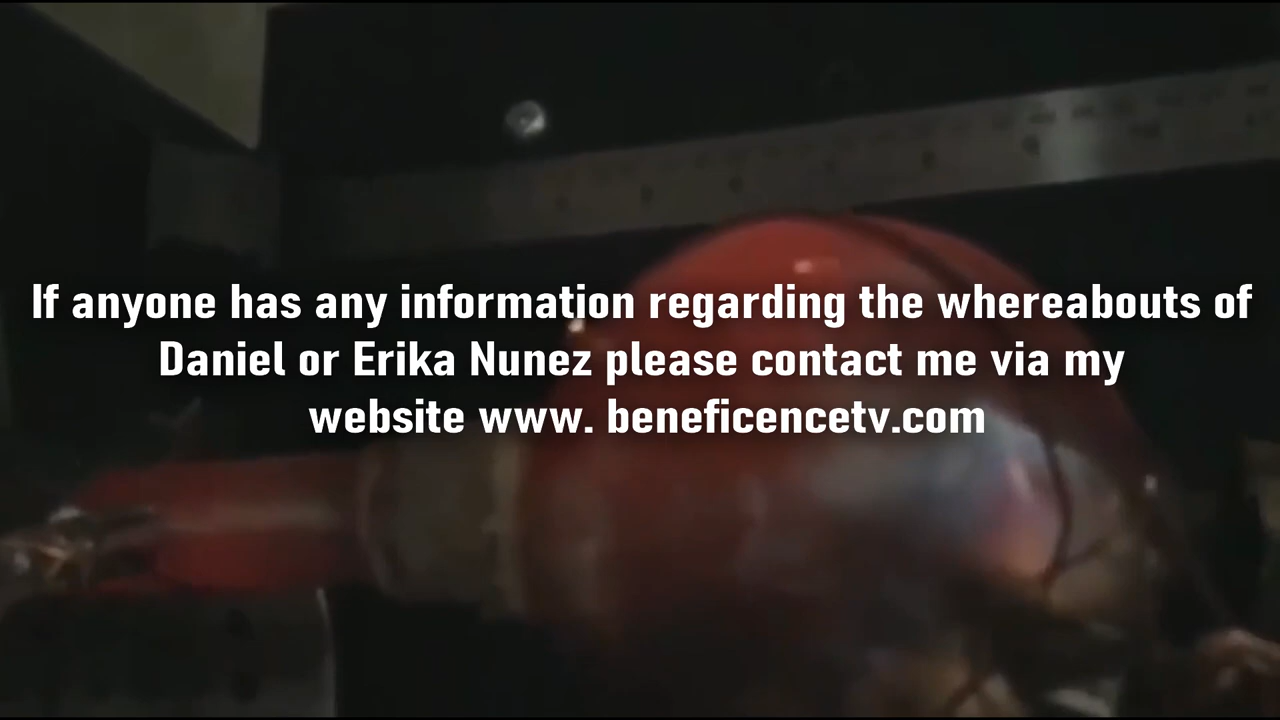 If anyone has any information regarding the whereabouts of
Daniel or Erika Nunez please contact me via my
website www. beneficencetv.com